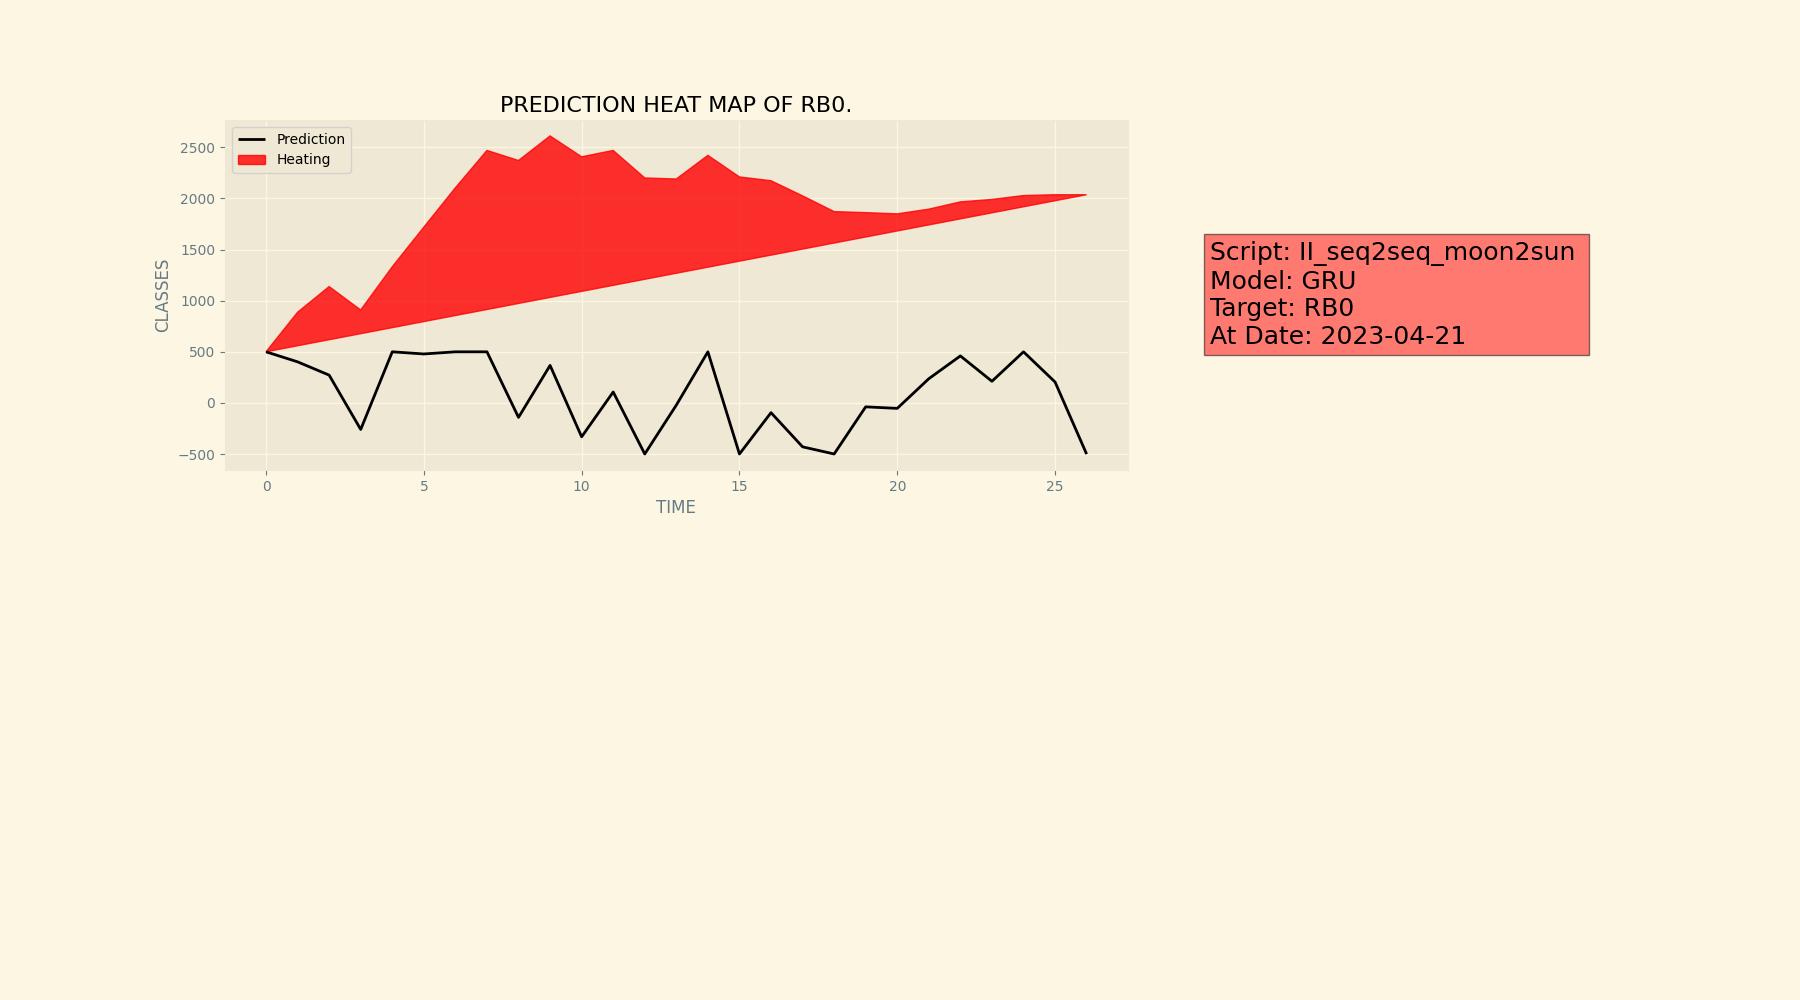 PREDICTION HEAT MAP OF RB0.
Prediction
Heating
2500
2000
1500
1000
500
0
−500
CLASSES
0 5 10 15 20 25
TIME
Script: II_seq2seq_moon2sun
Model: GRU
Target: RB0
At Date: 2023-04-21